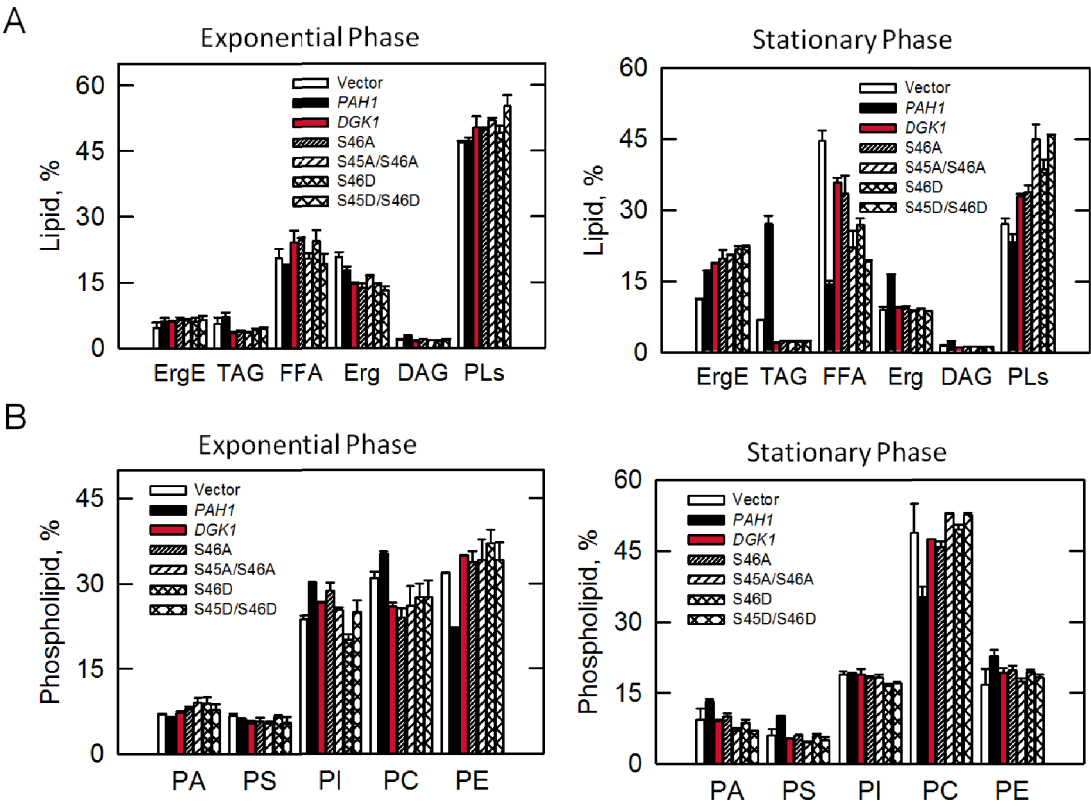 A
Exponential Phase
Lipid, %
60
45
30
15
0
Vector
PAH1
DGK1
S46A
S45A/S46A
S46D
S45D/S46D
ErgE TAG FFA Erg DAG PLs
Stationary Phase
Lipid, %
60
45
30
15
0
Vector
PAH1
DGK1
S46A
S45A/S46A
S46D
S45D/S46D
ErgE TAG FFA Erg DAG PLs
B
Exponential Phase
Phospholipid, %
45
30
15
0
Vector
PAH1
DGK1
S46A
S45A/S46A
S46D
S45D/S46D
PA PS PI PC PE
Stationary Phase
Phospholipid, %
60
45
30
15
0
Vector
PAH1
DGK1
S46A
S45A/S46A
S46D
S45D/S46D
PA PS PI PC PE